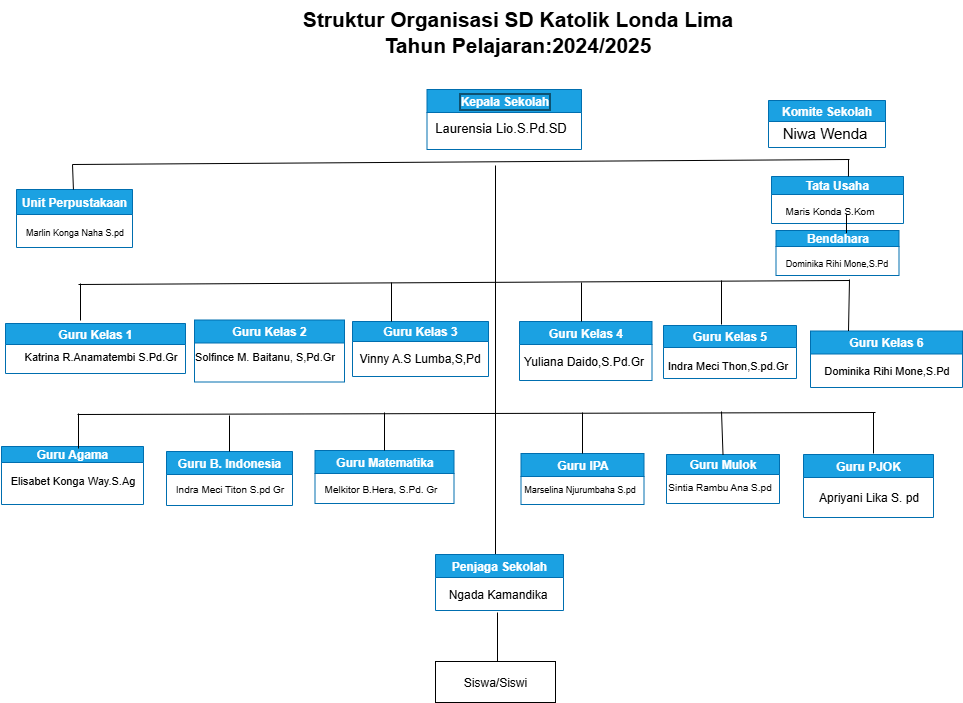 Struktur Organisasi SD Katolik Londa Lima
Tahun Pelajaran:2024/2025
Kepala Sekolah
Laurensia Lio.S.Pd.SD
Komite Sekolah
Niwa Wenda
Unit Perpustakaan
Marlin Konga Naha S.pd
Tata Usaha
Maris Konda S.Kom
Bendahara
Dominika Rihi Mone,S.Pd
Guru Kelas 1
Katrina R.Anamatembi S.Pd.Gr
Guru Kelas 2
Solfince M. Baitanu, S,Pd.Gr
Guru Kelas 3
Vinny A.S Lumba,S,Pd
Guru Kelas 4
Yuliana Daido,S.Pd.Gr
Guru Kelas 5
Indra Meci Thon,S.pd.Gr
Guru Kelas 6
Dominika Rihi Mone,S.Pd
Guru Agama
Elisabet Konga Way.S.Ag
Guru B. Indonesia
Indra Meci Titon S.pd Gr
Guru Matematika
Melkitor B.Hera, S.Pd. Gr
Guru IPA
Marselina Njurumbaha S.pd
Guru Mulok
Sintia Rambu Ana S.pd
Guru PJOK
Apriyani Lika S. pd
Penjaga Sekolah
Ngada Kamandika
Siswa/Siswi